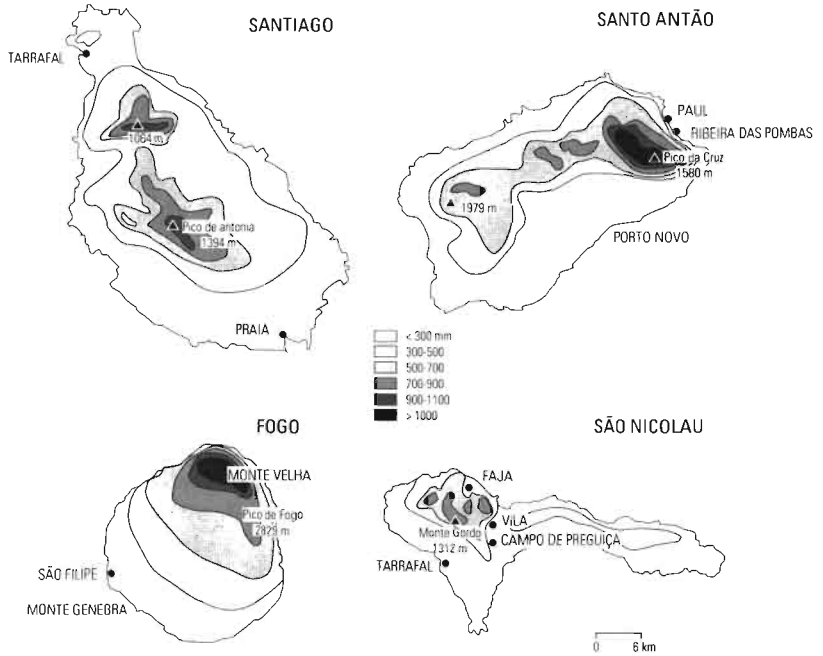 SANTIAGO
TARRAFAL
1064 m
Pico de antonia
1394 m
PRAIA
SANTO ANTÃO
PAUL
RIBEIRA DAS POMBAS
Pico da Cruz
1580 m
1979 m
PORTO NOVO
< 300 mm
300-500
500-700
700-900
900-1100
> 1000
FOGO
MONTE VELHA
Pico de Fogo
2829 m
SÃO FILIPE
MONTE GENEBRA
SÃO NICOLAU
FAJA
VILA
Monte Gordo
1312 m
CAMPO DE PREGUIÇA
TARRAFAL
0 6 km